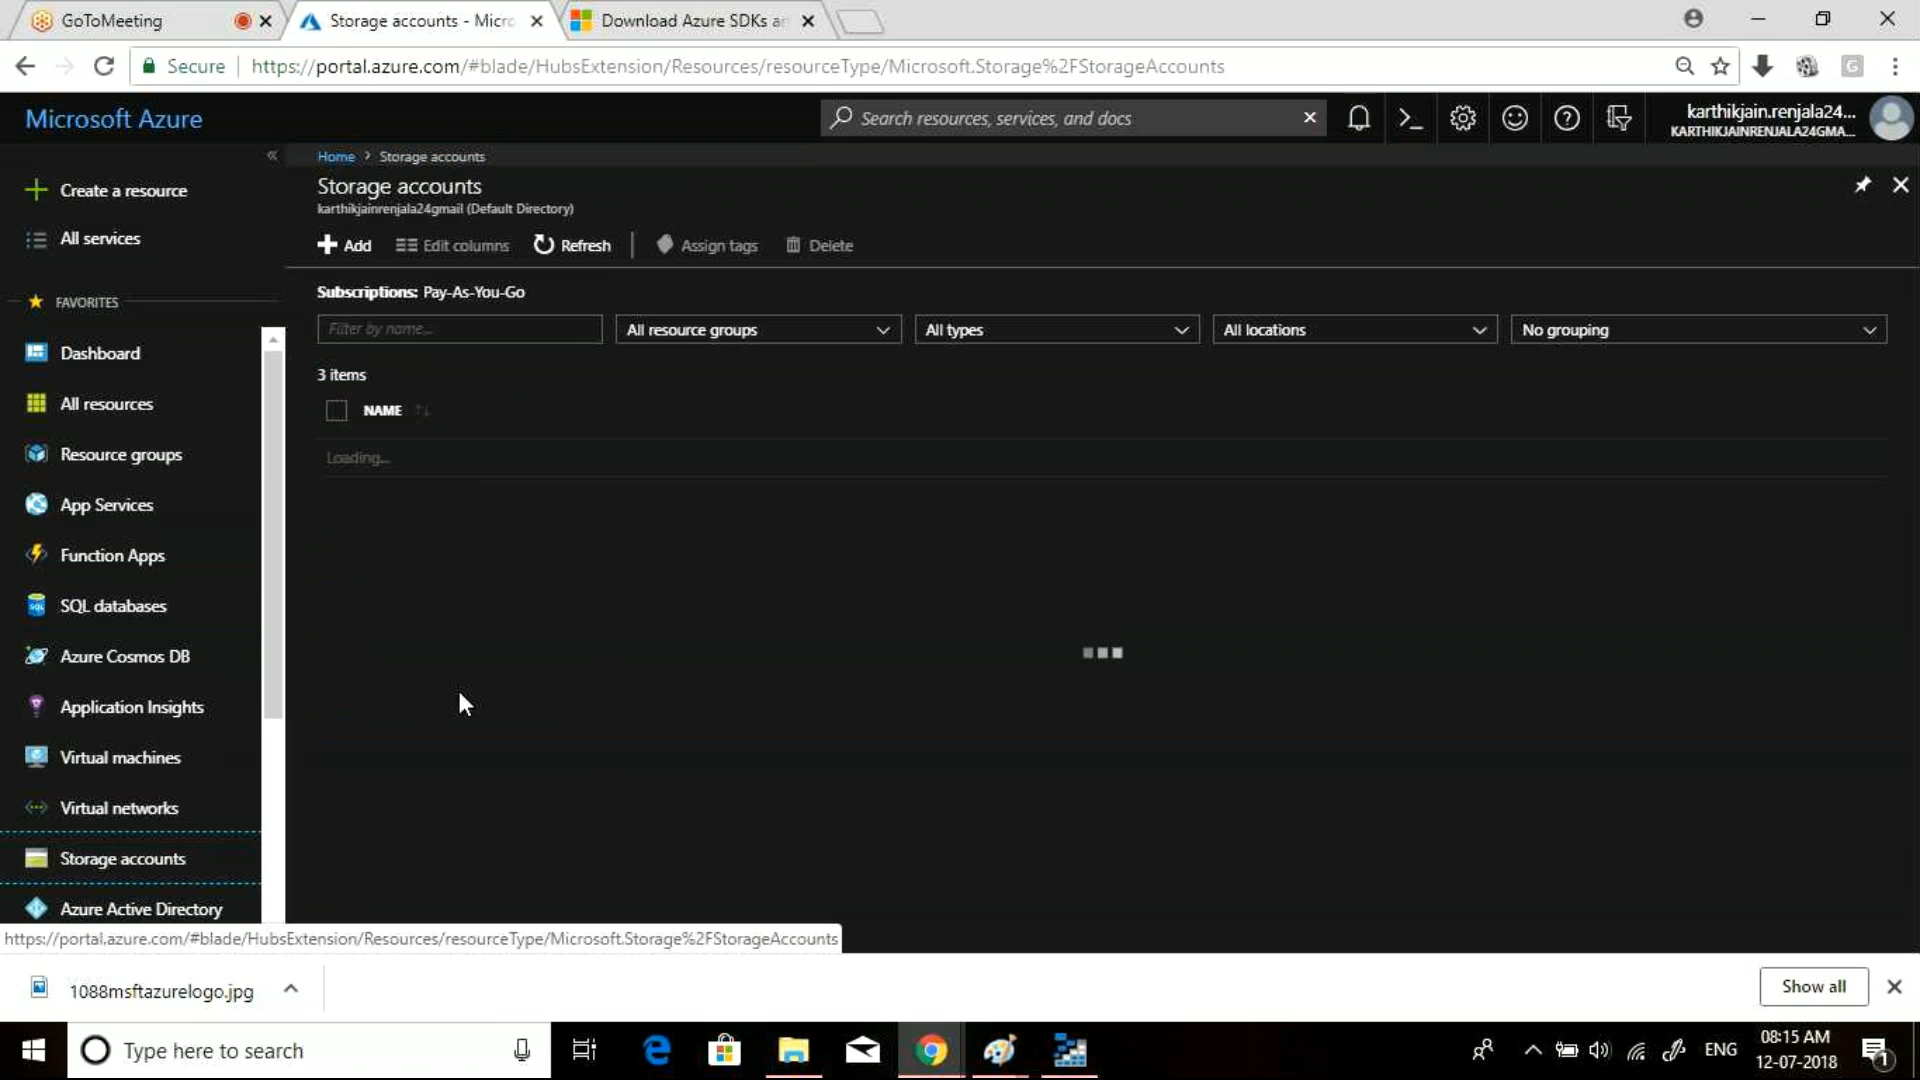 GoToMeeting
Storage accounts - Micro
Download Azure SDKs a
Secure
https://portal.azure.com/#blade/HubsExtension/Resources/resourceType/Microsoft.Storage%2FStorageAccounts
G
Microsoft Azure
Search resources, services, and docs
karthikjain.renjala24...
KARTHIKJAINRENJALA24GMA...
Home > Storage accounts
Create a resource
All services
FAVORITES
Dashboard
All resources
Resource groups
App Services
Function Apps
SQL databases
Azure Cosmos DB
Application Insights
Virtual machines
Virtual networks
Storage accounts
Azure Active Directory
Storage accounts
karthikjainrenjala24gmail (Default Directory)
Add
Edit columns
Refresh
Assign tags
Delete
Subscriptions: Pay-As-You-Go
Filter by name...
All resource groups
All types
All locations
No grouping
3 items
NAME
Loading...
https://portal.azure.com/#blade/HubsExtension/Resources/resourceType/Microsoft.Storage%2FStorageAccounts
1088msftazurelogo.jpg
Show all
Type here to search
ENG
08:15 AM
12-07-2018
1